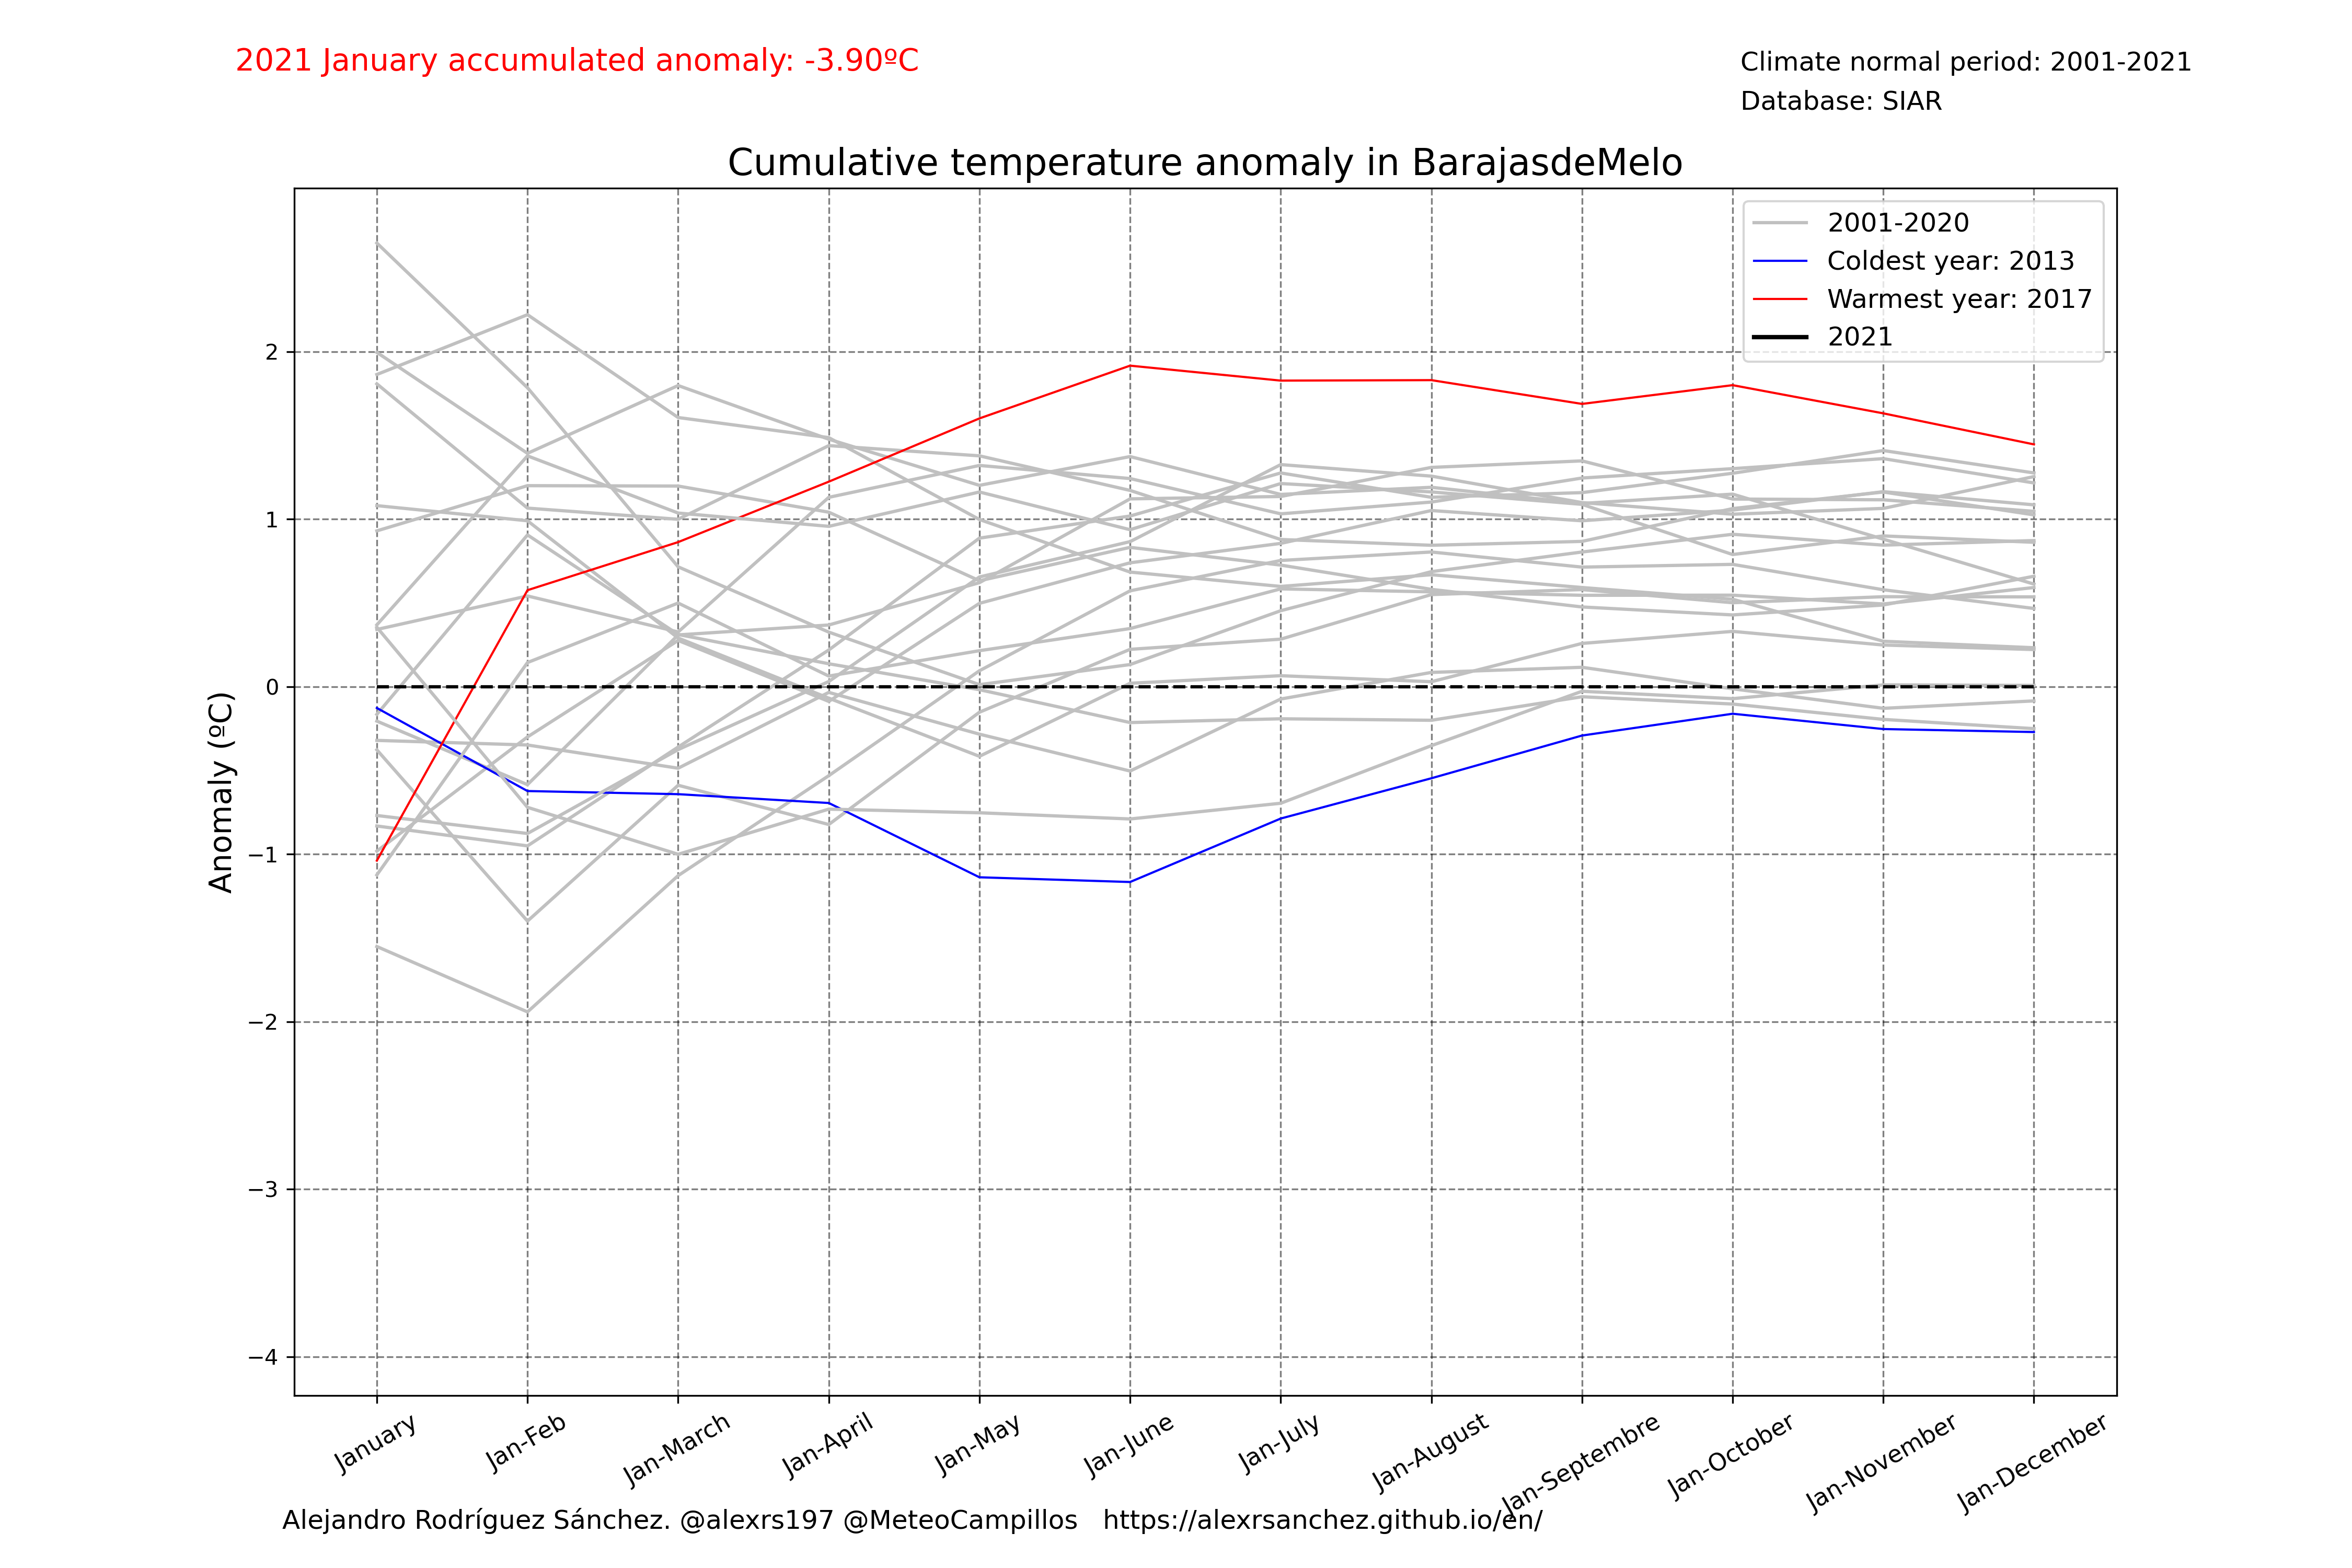 2021 January accumulated anomaly: -3.90ºC
Climate normal period: 2001-2021
Database: SIAR
Cumulative temperature anomaly in BarajasdeMelo
2001-2020
Coldest year: 2013
Warmest year: 2017
2021
Anomaly (ºC)
2
1
0
−1
−2
−3
−4
January
Jan-Feb
Jan-March
Jan-April
Jan-May
Jan-June
Jan-July
Jan-August
Jan-Septembre
Jan-October
Jan-November
Jan-December
Alejandro Rodríguez Sánchez. @alexrs197 @MeteoCampillos   https://alexrsanchez.github.io/en/